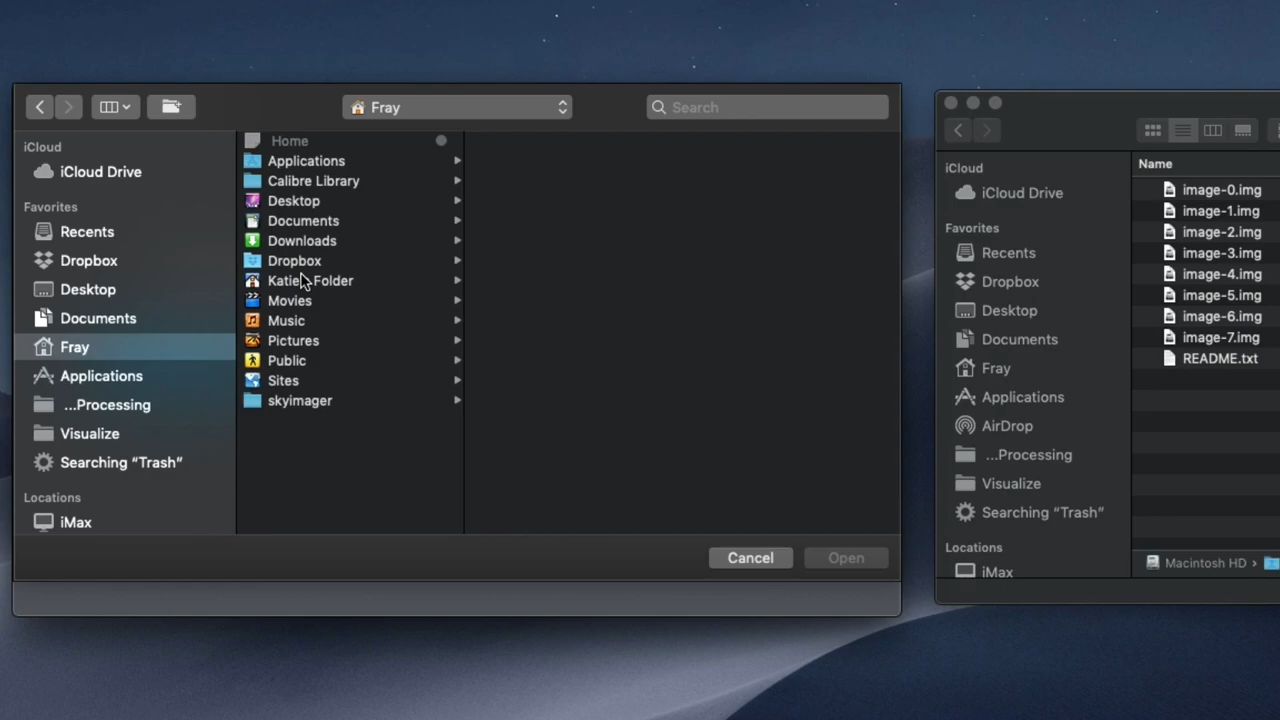 Fray
Search
iCloud
iCloud Drive
Favorites
Recents
Dropbox
Desktop
Documents
Fray
Applications
...Processing
Visualize
Searching “Trash”
Locations
iMax
Home
Applications
Calibre Library
Desktop
Documents
Downloads
Dropbox
Folder
Movies
Music
Pictures
Public
Sites
skyimager
Cancel
Open
iCloud
iCloud Drive
Favorites
Recents
Dropbox
Desktop
Documents
Fray
Applications
AirDrop
...Processing
Visualize
Searching “Trash”
Locations
iMax
Name
image-0.img
image-1.img
image-2.img
image-3.img
image-4.img
image-5.img
image-6.img
image-7.img
README.txt
Macintosh HD ›